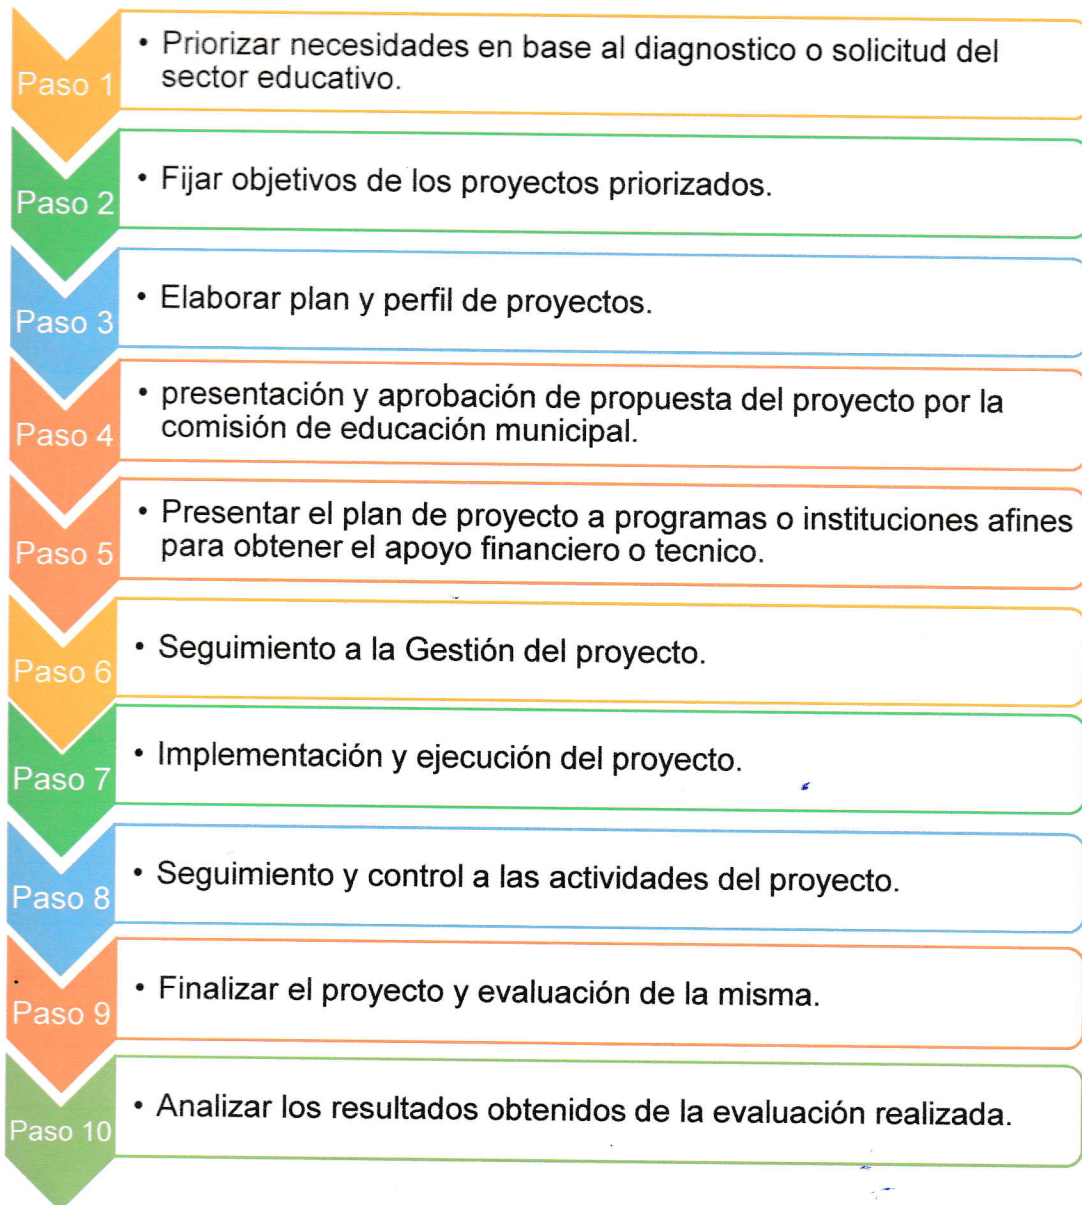 Paso 1
• Priorizar necesidades en base al diagnostico o solicitud del
sector educativo.
Paso 2
• Fijar objetivos de los proyectos priorizados.
Paso 3
• Elaborar plan y perfil de proyectos.
Paso 4
• presentación y aprobación de propuesta del proyecto por la
comisión de educación municipal.
Paso 5
• Presentar el plan de proyecto a programas o instituciones afines
para obtener el apoyo financiero o tecnico.
Paso 6
• Seguimiento a la Gestión del proyecto.
Paso 7
• Implementación y ejecución del proyecto.
Paso 8
• Seguimiento y control a las actividades del proyecto.
Paso 9
• Finalizar el proyecto y evaluación de la misma.
Paso 10
• Analizar los resultados obtenidos de la evaluación realizada.